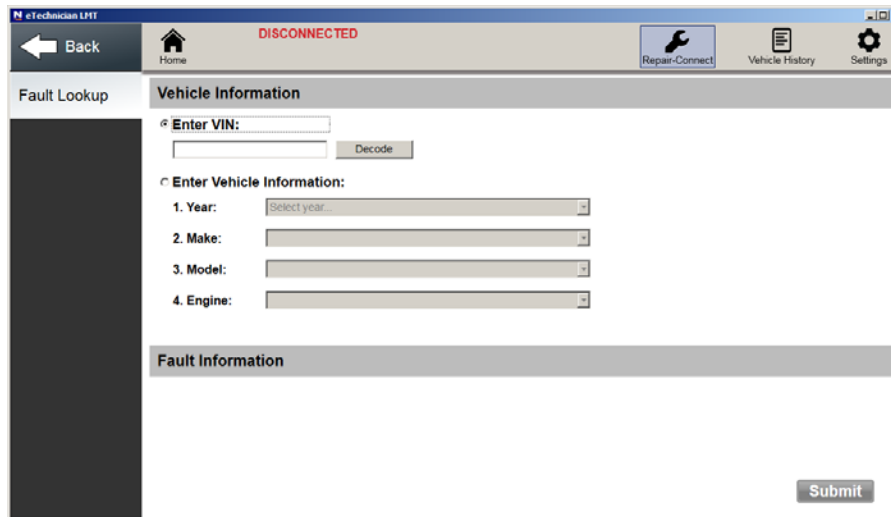 N eTechnician LMT
Back
Home
DISCONNECTED
Repair-Connect
Vehicle History
Settings
Fault Lookup
Vehicle Information
Enter VIN:
Decode
Enter Vehicle Information:
1. Year: Select year...
2. Make:
3. Model:
4. Engine:
Fault Information
Submit